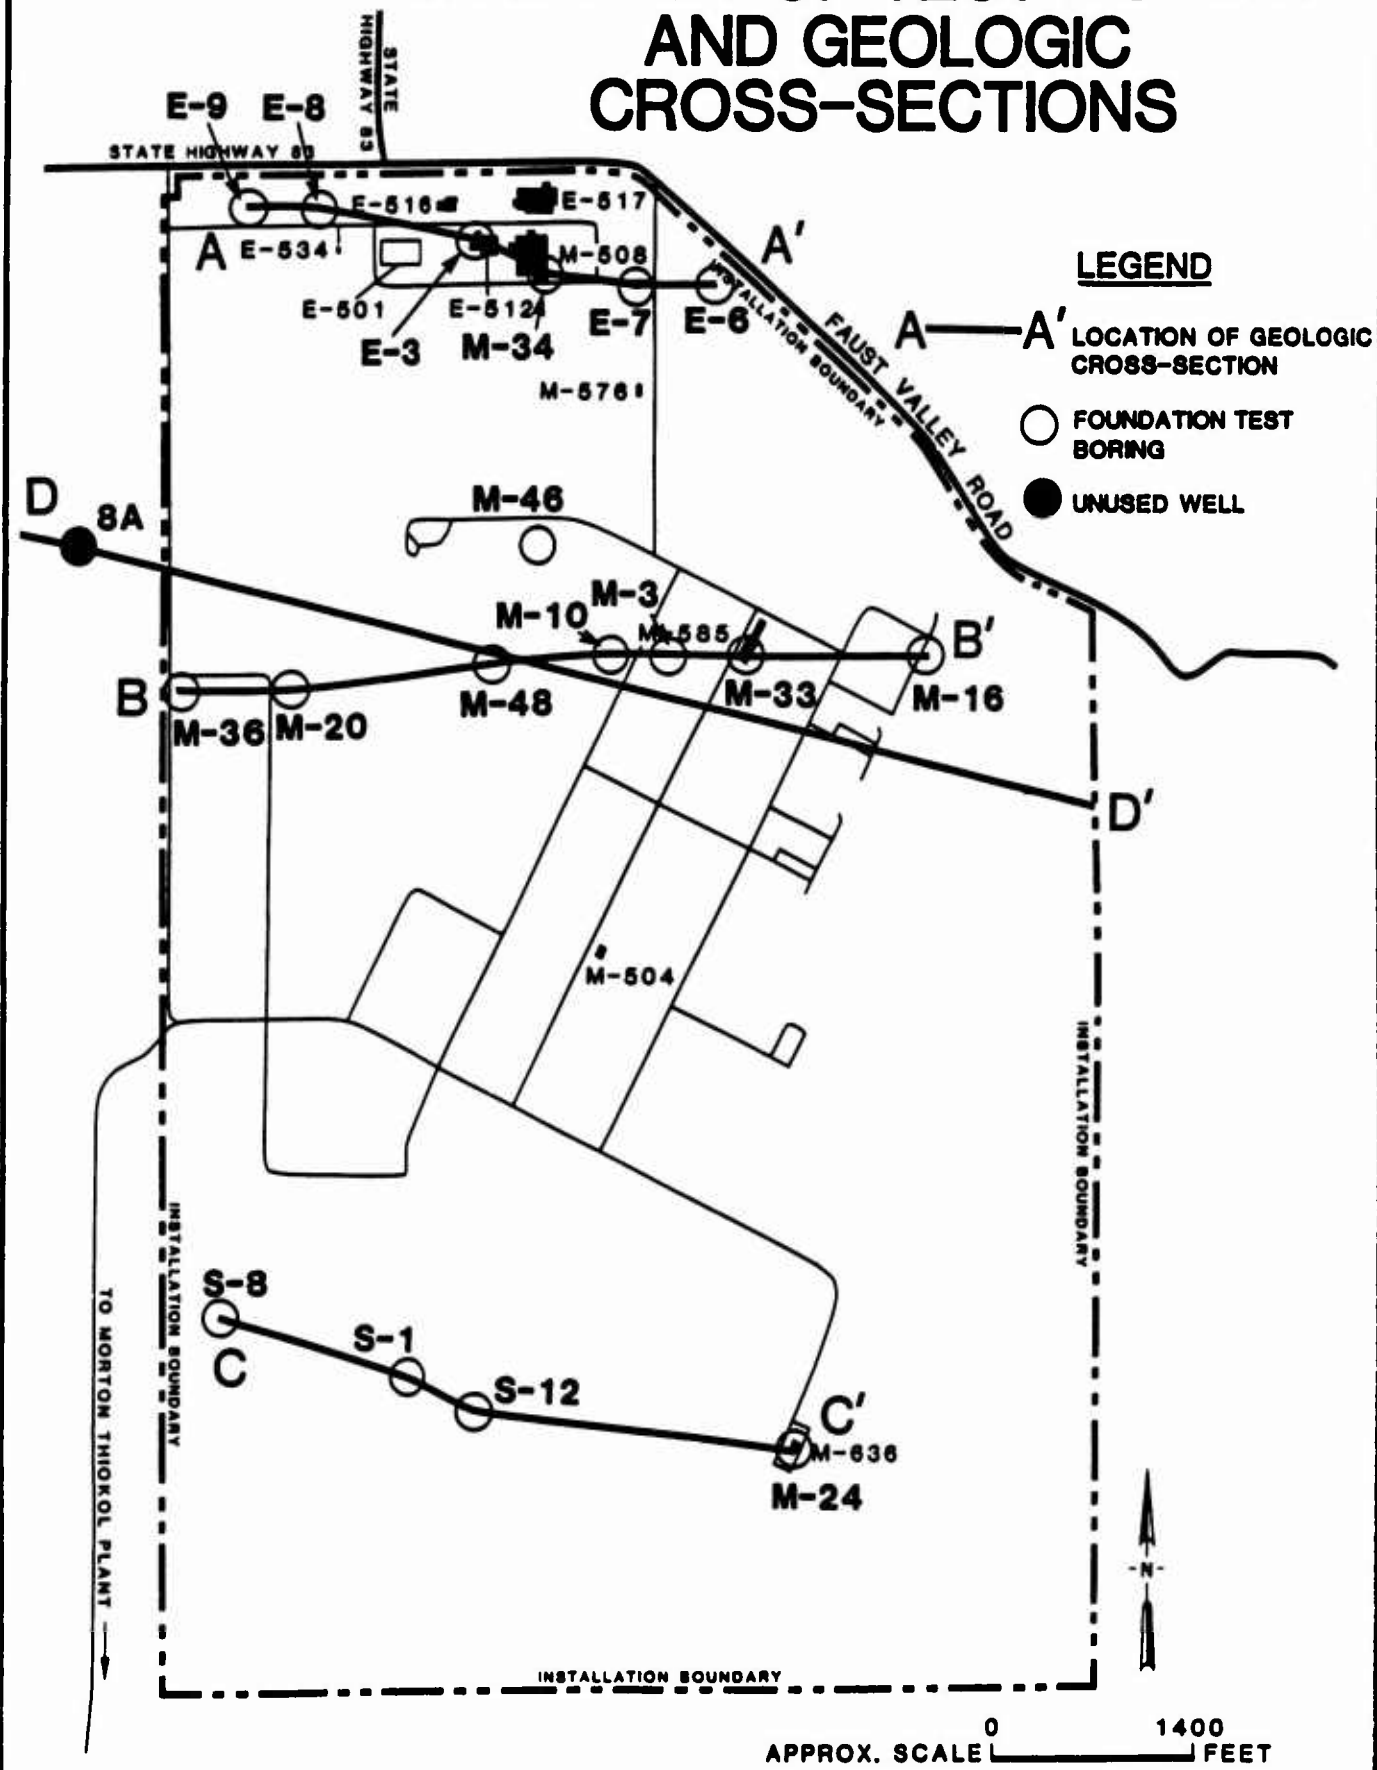 AND GEOLOGIC
CROSS-SECTIONS
STATE
HIGHWAY 83
E-9
E-8
STATE HIGHWAY 83
E-516
E-517
A
E-534
M-508
A'
E-501
E-512
E-7
E-6
E-3
M-34
INSTALLATION BOUNDARY
FAUST VALLEY ROAD
M-576
LEGEND
A
A'
LOCATION OF GEOLOGIC
CROSS-SECTION
FOUNDATION TEST
BORING
UNUSED WELL
D
8A
M-46
M-3
M-10
M-585
B'
B
M-48
M-33
M-16
M-36
M-20
D'
M-504
INSTALLATION BOUNDARY
INSTALLATION BOUNDARY
S-8
S-1
C
S-12
C'
M-636
M-24
TO MORTON THIOKOL PLANT
-N-
INSTALLATION BOUNDARY
0 1400
APPROX. SCALE FEET